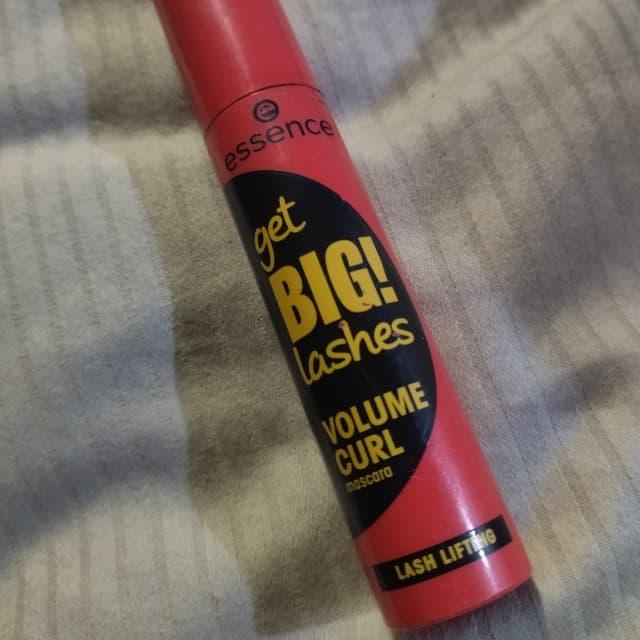 essence
get
BIG!
lashes
VOLUME
CURL
mascara
LASH LIFTING